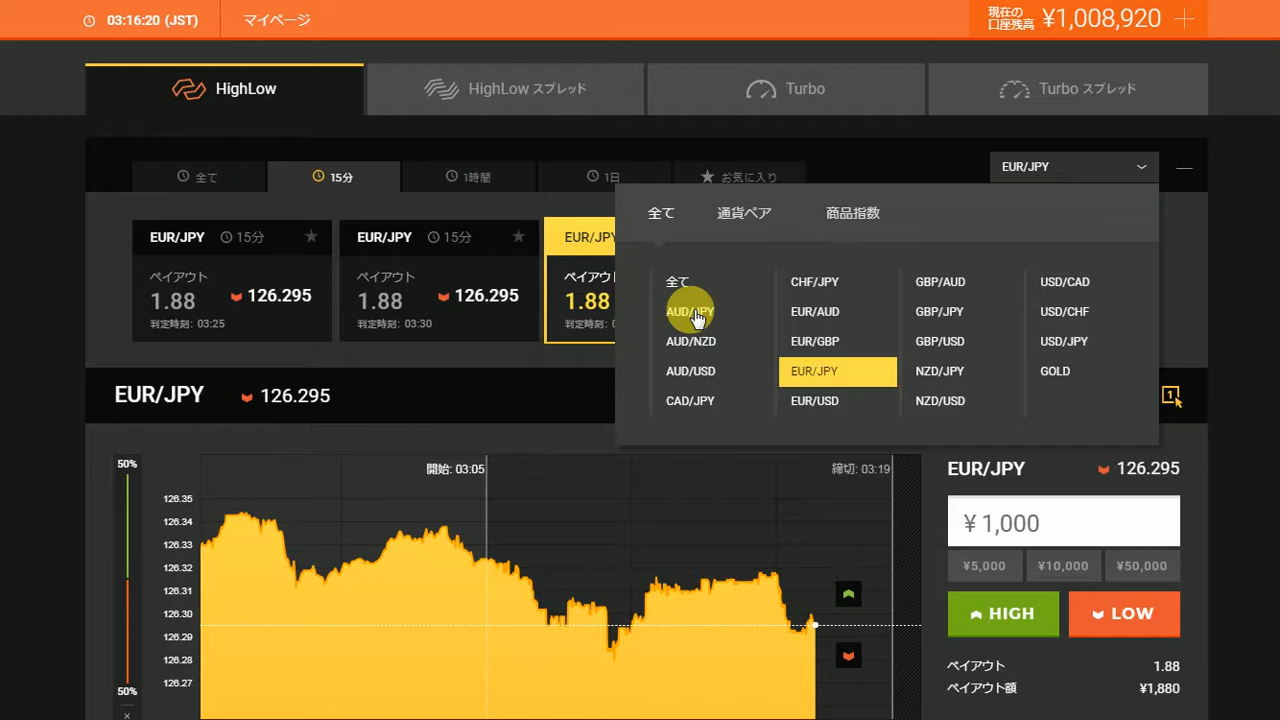 03:16:20 (JST) マイページ 現在の口座残高 ¥1,008,920
HighLow HighLow スプレッド Turbo Turbo スプレッド
全て 15分 1時間 1日 お気に入り EUR/JPY
全て 通貨ペア 商品指数
EUR/JPY 15分 EUR/JPY 15分
ペイアウト ペイアウト
1.88 126.295 1.88 126.295 1.88
判定時刻: 03:25 判定時刻: 03:30 判定時刻:
全て CHF/JPY GBP/AUD USD/CAD
AUD/JPY EUR/AUD GBP/JPY USD/CHF
AUD/NZD EUR/GBP GBP/USD USD/JPY
AUD/USD EUR/JPY NZD/JPY GOLD
CAD/JPY EUR/USD NZD/USD
EUR/JPY 126.295 1
50% 開始: 03:05 締切: 03:19
126.35
126.34
126.33
126.32
126.31
126.30
126.29
126.28
126.27
50%
EUR/JPY 126.295
¥ 1,000
¥5,000 ¥10,000 ¥50,000
HIGH LOW
ペイアウト 1.88
ペイアウト額 ¥1,880